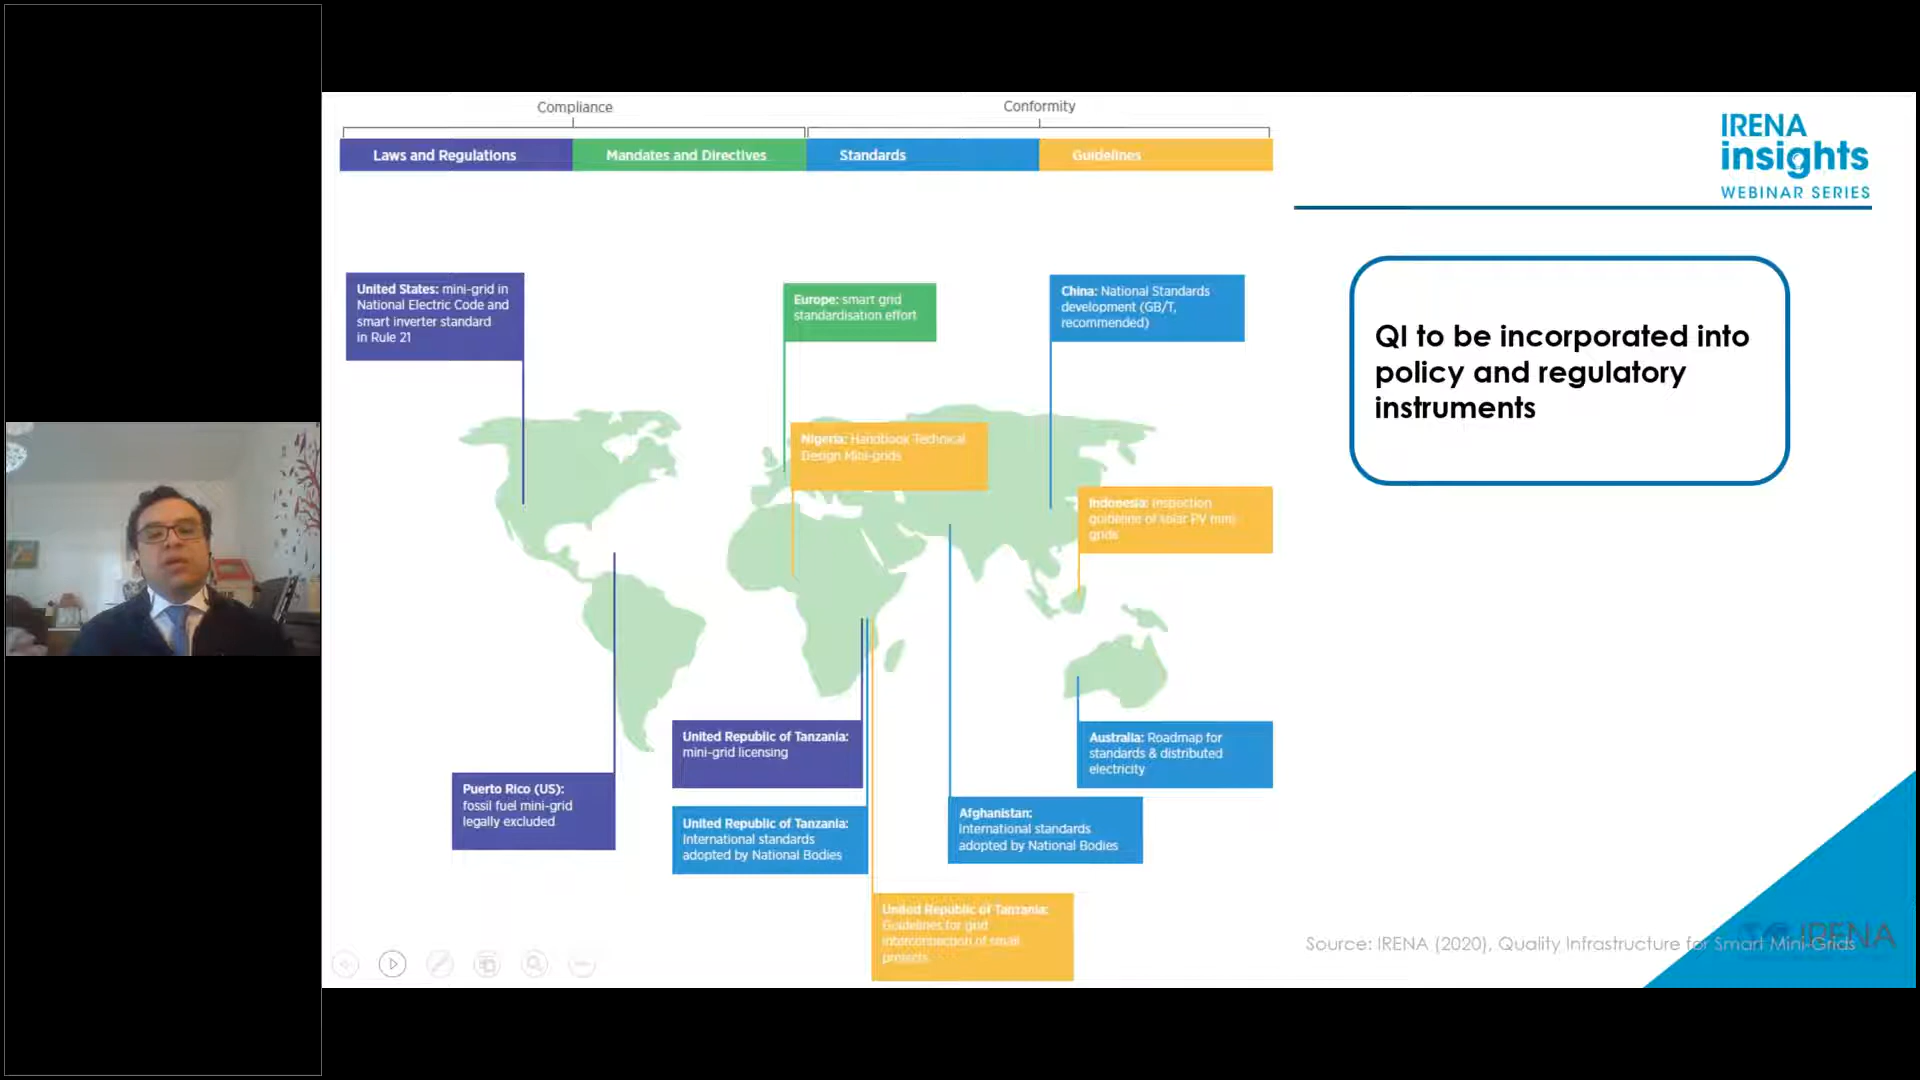 Compliance
Conformity
Laws and Regulations
Mandates and Directives
Standards
Guidelines
IRENA
insights
WEBINAR SERIES
United States: mini-grid in
National Electric Code and
smart inverter standard
in Rule 21
Europe: smart grid
standardisation effort
China: National Standards
development (GB/T,
recommended)
QI to be incorporated into
policy and regulatory
instruments
Nigeria: Handbook Technical
Design Mini-grids
Indonesia: Inspection
guideline of solar PV mini-
grids
United Republic of Tanzania:
mini-grid licensing
Australia: Roadmap for
standards & distributed
electricity
Puerto Rico (US):
fossil fuel mini-grid
legally excluded
United Republic of Tanzania:
International standards
adopted by National Bodies
Afghanistan:
International standards
adopted by National Bodies
United Republic of Tanzania:
Guidelines for grid
interconnection of small
projects
Source: IRENA (2020), Quality Infrastructure for Smart Mini-Grids
IRENA